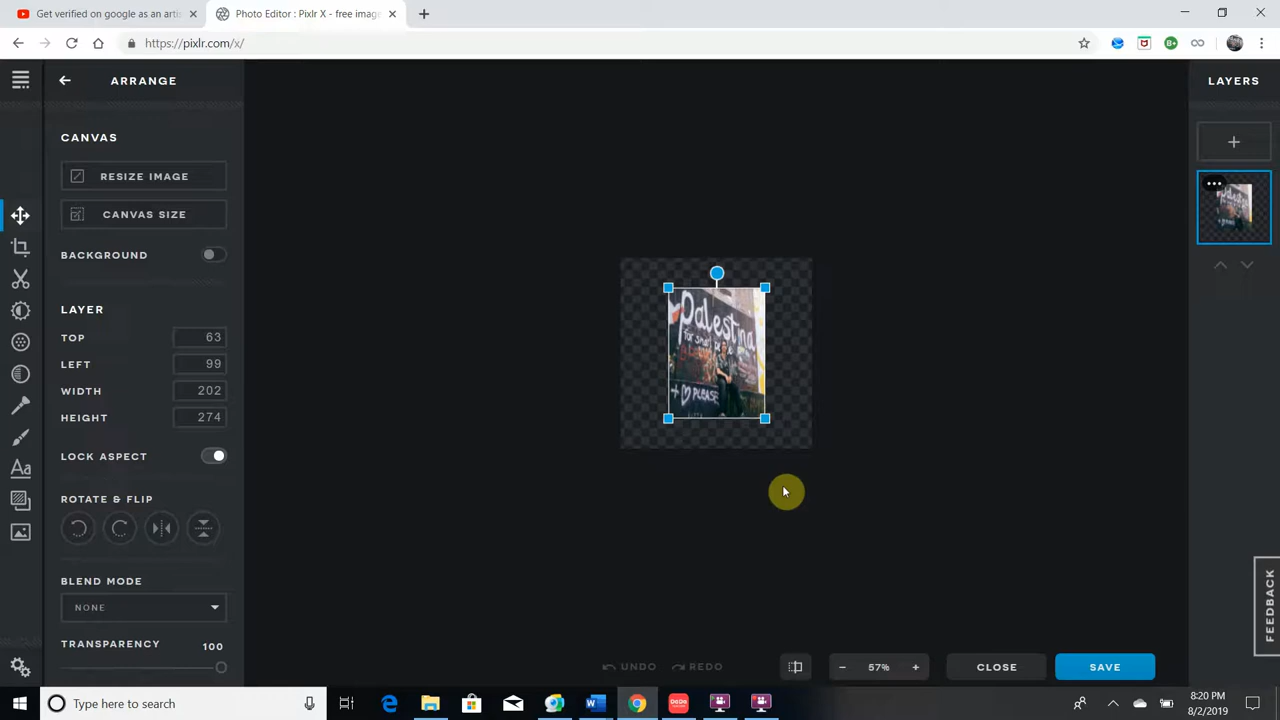 Get verified on google as an artis
Photo Editor : Pixlr X - free imag
https://pixlr.com/x/
ARRANGE
CANVAS
RESIZE IMAGE
CANVAS SIZE
BACKGROUND
LAYER
TOP 63
LEFT 99
WIDTH 202
HEIGHT 274
LOCK ASPECT
ROTATE & FLIP
BLEND MODE
NONE
TRANSPARENCY 100
Palestina
+ ♡ PLEASE
LAYERS
FEEDBACK
UNDO
REDO
57%
CLOSE
SAVE
Type here to search
8:20 PM
8/2/2019